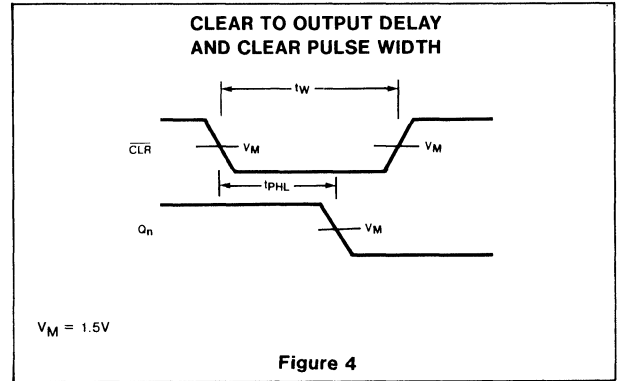 CLEAR TO OUTPUT DELAY
AND CLEAR PULSE WIDTH
tW
CLR VM VM
tPHL
Qn VM
VM = 1.5V
Figure 4